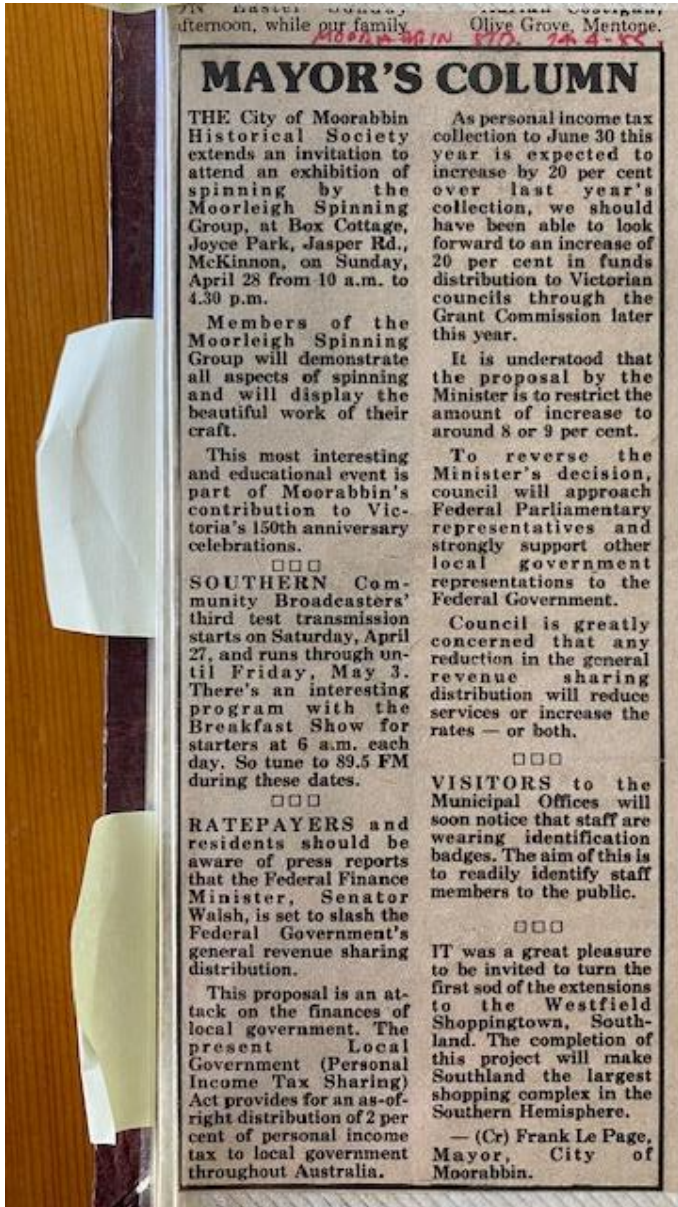 afternoon, while our family
Olive Grove, Mentone.
MOORABBIN STD. 24-4-85
MAYOR'S COLUMN
THE City of Moorabbin
Historical Society
extends an invitation to
attend an exhibition of
spinning by the
Moorleigh Spinning
Group, at Box Cottage,
Joyce Park, Jasper Rd.,
McKinnon, on Sunday,
April 28 from 10 a.m. to
4.30 p.m.
Members of the
Moorleigh Spinning
Group will demonstrate
all aspects of spinning
and will display the
beautiful work of their
craft.
This most interesting
and educational event is
part of Moorabbin's
contribution to Vic-
toria's 150th anniversary
celebrations.
SOUTHERN Com-
munity Broadcasters'
third test transmission
starts on Saturday, April
27, and runs through un-
til Friday, May 3.
There's an interesting
program with the
Breakfast Show for
starters at 6 a.m. each
day. So tune to 89.5 FM
during these dates.
RATEPAYERS and
residents should be
aware of press reports
that the Federal Finance
Minister, Senator
Walsh, is set to slash the
Federal Government's
general revenue sharing
distribution.
This proposal is an at-
tack on the finances of
local government. The
present Local
Government (Personal
Income Tax Sharing)
Act provides for an as-of-
right distribution of 2 per
cent of personal income
tax to local government
throughout Australia.
As personal income tax
collection to June 30 this
year is expected to
increase by 20 per cent
over last year's
collection, we should
have been able to look
forward to an increase of
20 per cent in funds
distribution to Victorian
councils through the
Grant Commission later
this year.
It is understood that
the proposal by the
Minister is to restrict the
amount of increase to
around 8 or 9 per cent.
To reverse the
Minister's decision,
council will approach
Federal Parliamentary
representatives and
strongly support other
local government
representations to the
Federal Government.
Council is greatly
concerned that any
reduction in the general
revenue sharing
distribution will reduce
services or increase the
rates — or both.
VISITORS to the
Municipal Offices will
soon notice that staff are
wearing identification
badges. The aim of this is
to readily identify staff
members to the public.
IT was a great pleasure
to be invited to turn the
first sod of the extensions
to the Westfield
Shoppingtown, South-
land. The completion of
this project will make
Southland the largest
shopping complex in the
Southern Hemisphere.
— (Cr) Frank Le Page,
Mayor, City of
Moorabbin.